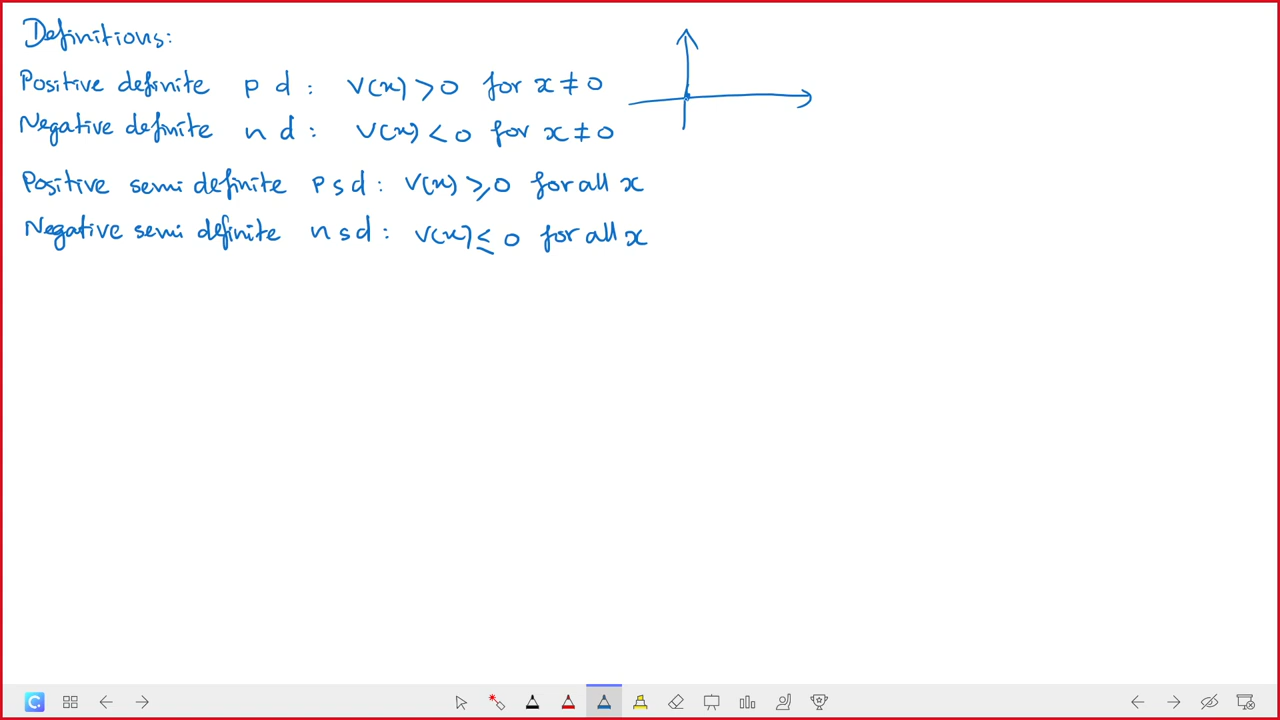 Definitions:
Positive definite p d : V(x) > 0 for x ≠ 0
Negative definite n d : V(x) < 0 for x ≠ 0
Positive semi definite p s d : V(x) ≥ 0 for all x
Negative semi definite n s d : V(x) ≤ 0 for all x